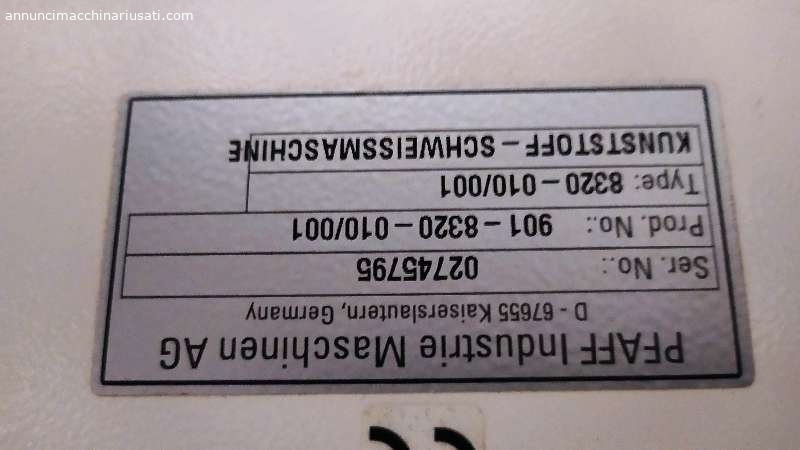 annuncimacchinariusati.com
PFAFF Industrie Maschinen AG
D - 67655 Kaiserslautern, Germany
Ser. No.: 02745795
Prod. No.: 901 – 8320 – 010/001
Type: 8320 – 010/001
KUNSTSTOFF – SCHWEISSMASCHINE
CE